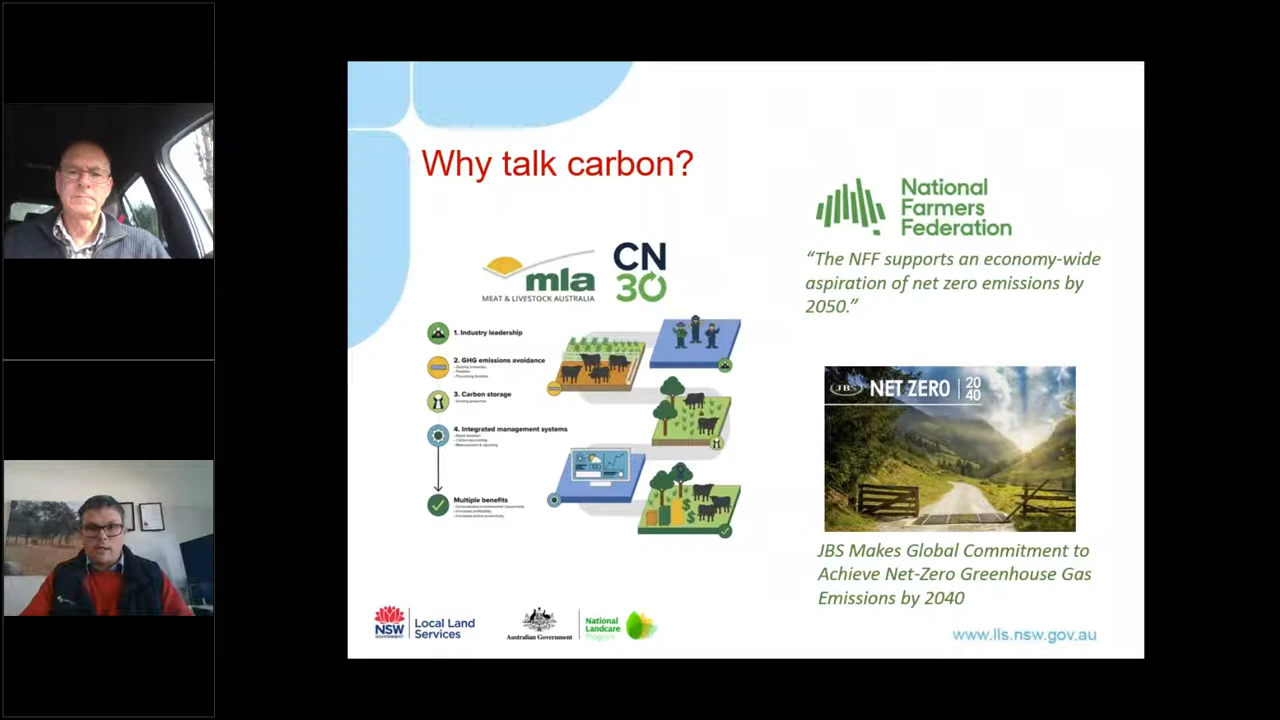 Why talk carbon?
mla
MEAT & LIVESTOCK AUSTRALIA
CN
30
1. Industry leadership
2. GHG emissions avoidance
3. Carbon storage
4. Integrated management systems
Multiple benefits
National
Farmers
Federation
“The NFF supports an economy-wide
aspiration of net zero emissions by
2050.”
JBS NET ZERO 20
40
JBS Makes Global Commitment to
Achieve Net-Zero Greenhouse Gas
Emissions by 2040
NSW
GOVERNMENT
Local Land
Services
Australian Government
National
Landcare
Program
www.lls.nsw.gov.au